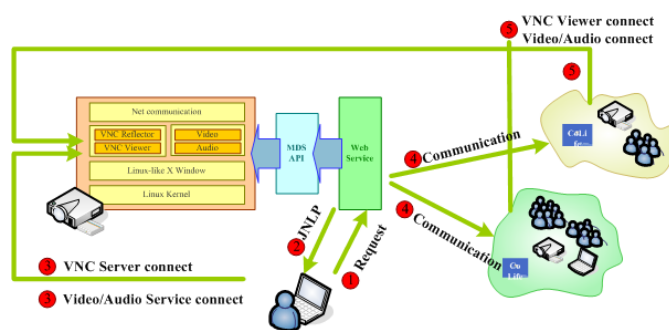 5
VNC Viewer connect
Video/Audio connect
5
Net communication
VNC Reflector
Video
VNC Viewer
Audio
MDS
API
Web
Service
Linux-like X Window
Linux Kernel
4 Communication
4
Communication
2 JNLP
1 Request
3 VNC Server connect
3 Video/Audio Service connect